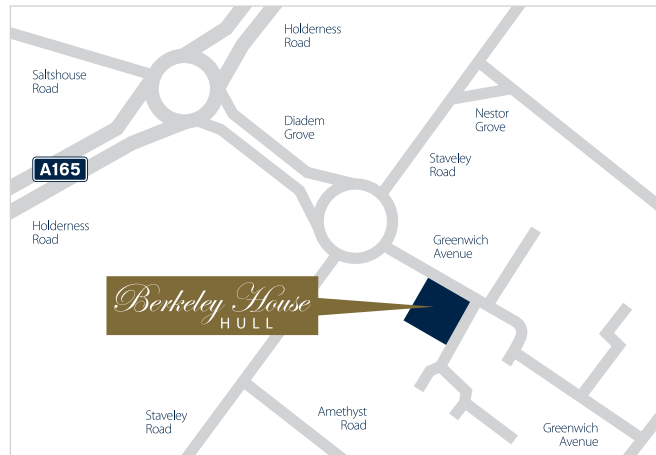 Holderness
Road
Saltshouse
Road
Diadem
Grove
Nestor
Grove
A165
Staveley
Road
Holderness
Road
Greenwich
Avenue
Berkeley House
HULL
Staveley
Road
Amethyst
Road
Greenwich
Avenue